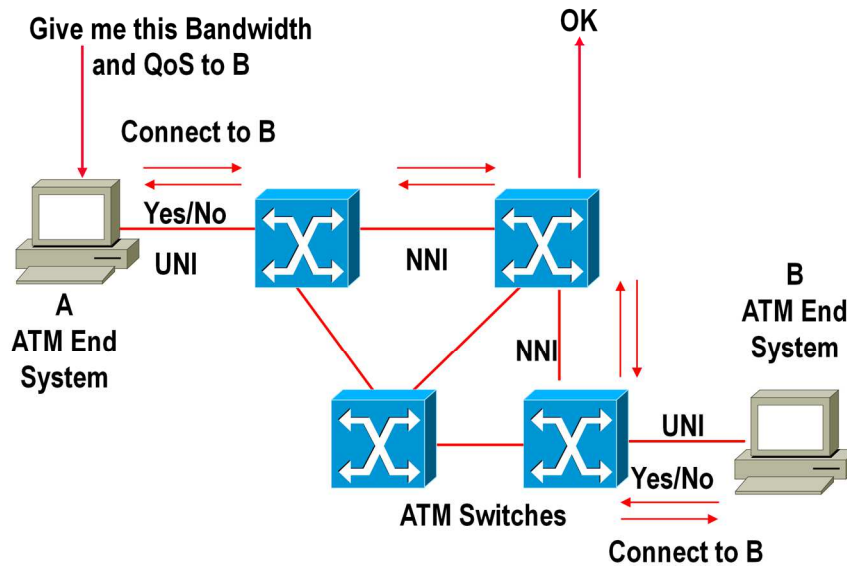 Give me this Bandwidth
and QoS to B
OK
Connect to B
Yes/No
UNI
NNI
A
ATM End
System
B
ATM End
System
NNI
UNI
Yes/No
ATM Switches
Connect to B